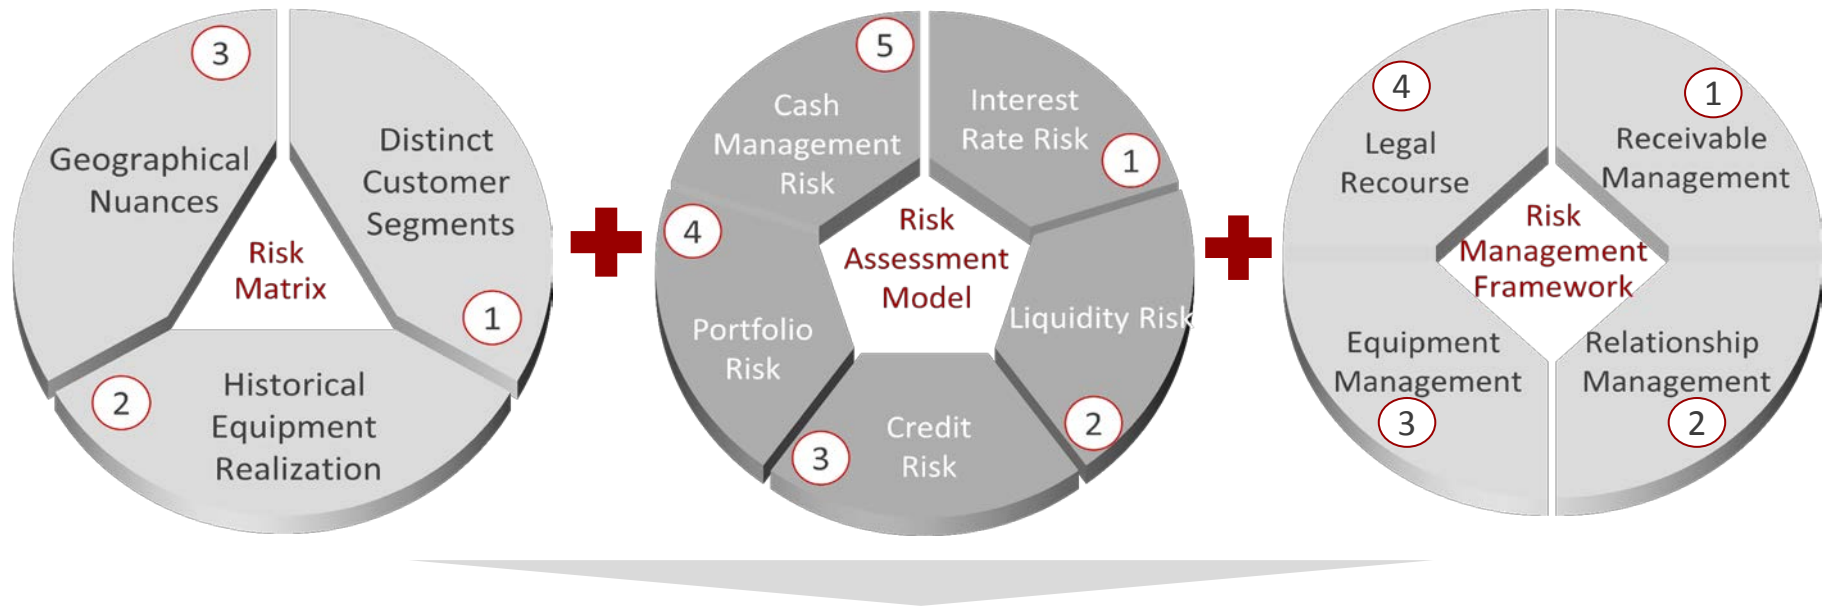 3
Geographical
Nuances
Distinct
Customer
Segments
1
2
Historical
Equipment
Realization
Risk
Matrix
5
Cash
Management
Risk
Interest
Rate Risk
1
4
Portfolio
Risk
Liquidity Risk
2
3
Credit
Risk
Risk
Assessment
Model
4
Legal
Recourse
1
Receivable
Management
Equipment
Management
3
Relationship
Management
2
Risk
Management
Framework